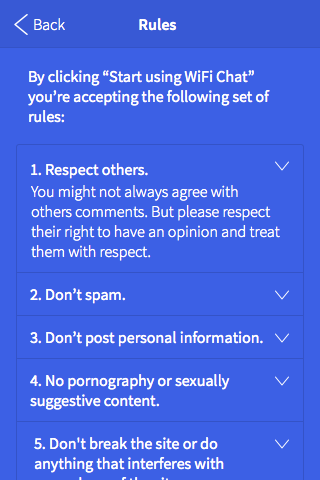 Back
Rules
By clicking “Start using WiFi Chat”
you’re accepting the following set of
rules:
1. Respect others.
You might not always agree with
others comments. But please respect
their right to have an opinion and treat
them with respect.
2. Don’t spam.
3. Don’t post personal information.
4. No pornography or sexually
suggestive content.
5. Don't break the site or do
anything that interferes with